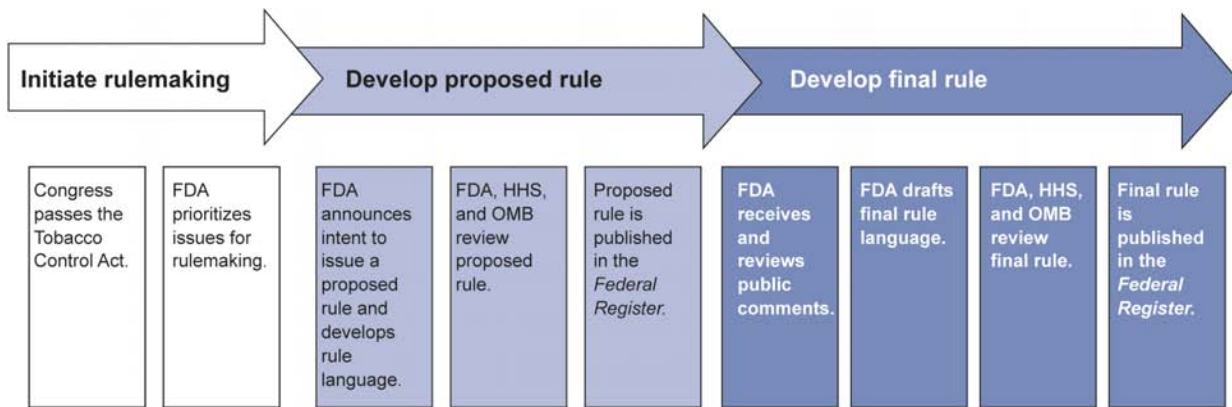 Initiate rulemaking
Develop proposed rule
Develop final rule
Congress
passes the
Tobacco
Control Act.
FDA
prioritizes
issues for
rulemaking.
FDA
announces
intent to
issue a
proposed
rule and
develops
rule
language.
FDA, HHS,
and OMB
review
proposed
rule.
Proposed
rule is
published
in the
Federal
Register.
FDA
receives
and
reviews
public
comments.
FDA drafts
final rule
language.
FDA, HHS,
and OMB
review
final rule.
Final rule
is
published
in the
Federal
Register.